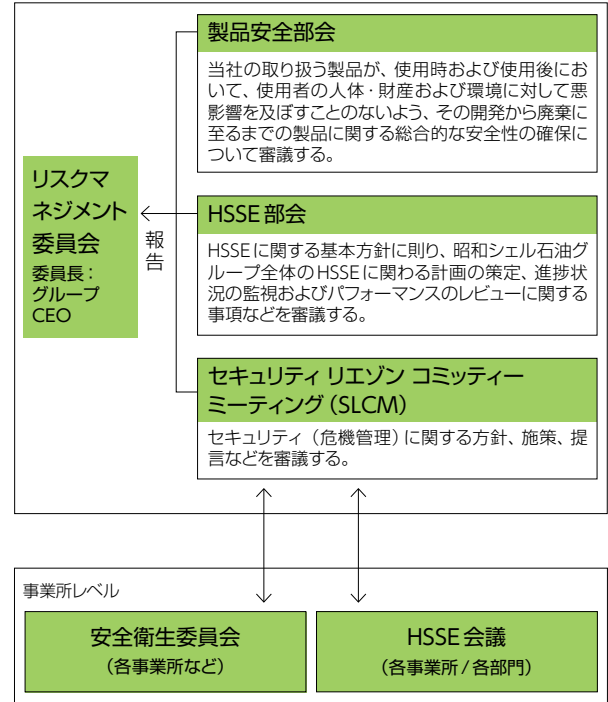 製品安全部会
当社の取り扱う製品が、使用時および使用後にお
いて、使用者の人体・財産および環境に対して悪
影響を及ぼすことのないよう、その開発から廃棄に
至るまでの製品に関する総合的な安全性の確保に
ついて審議する。
リスクマ
ネジメント
委員会
委員長：
グループ
CEO
報
告
HSSE部会
HSSEに関する基本方針に則り、昭和シェル石油グ
ループ全体のHSSEに関わる計画の策定、進捗状
況の監視およびパフォーマンスのレビューに関する
事項などを審議する。
セキュリティ リエゾン コミッティー
ミーティング（SLCM）
セキュリティ（危機管理）に関する方針、施策、提
言などを審議する。
事業所レベル
安全衛生委員会
（各事業所など）
HSSE会議
（各事業所/各部門）